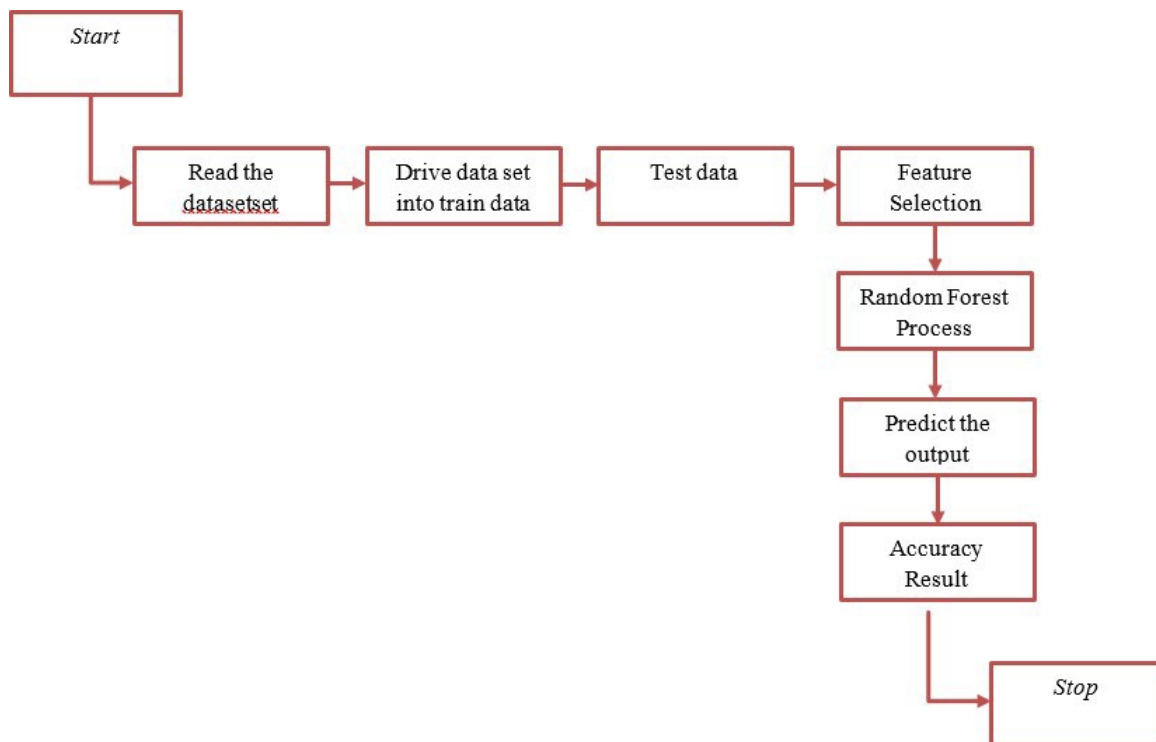 Start
Read the
datasetset
Drive data set
into train data
Test data
Feature
Selection
Random Forest
Process
Predict the
output
Accuracy
Result
Stop